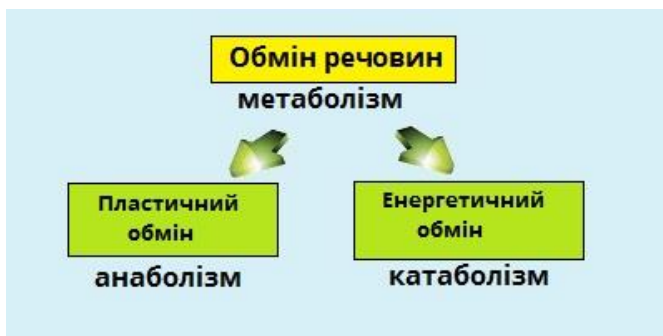 Обмін речовин
метаболізм
Пластичний
обмін
анаболізм
Енергетичний
обмін
катаболізм